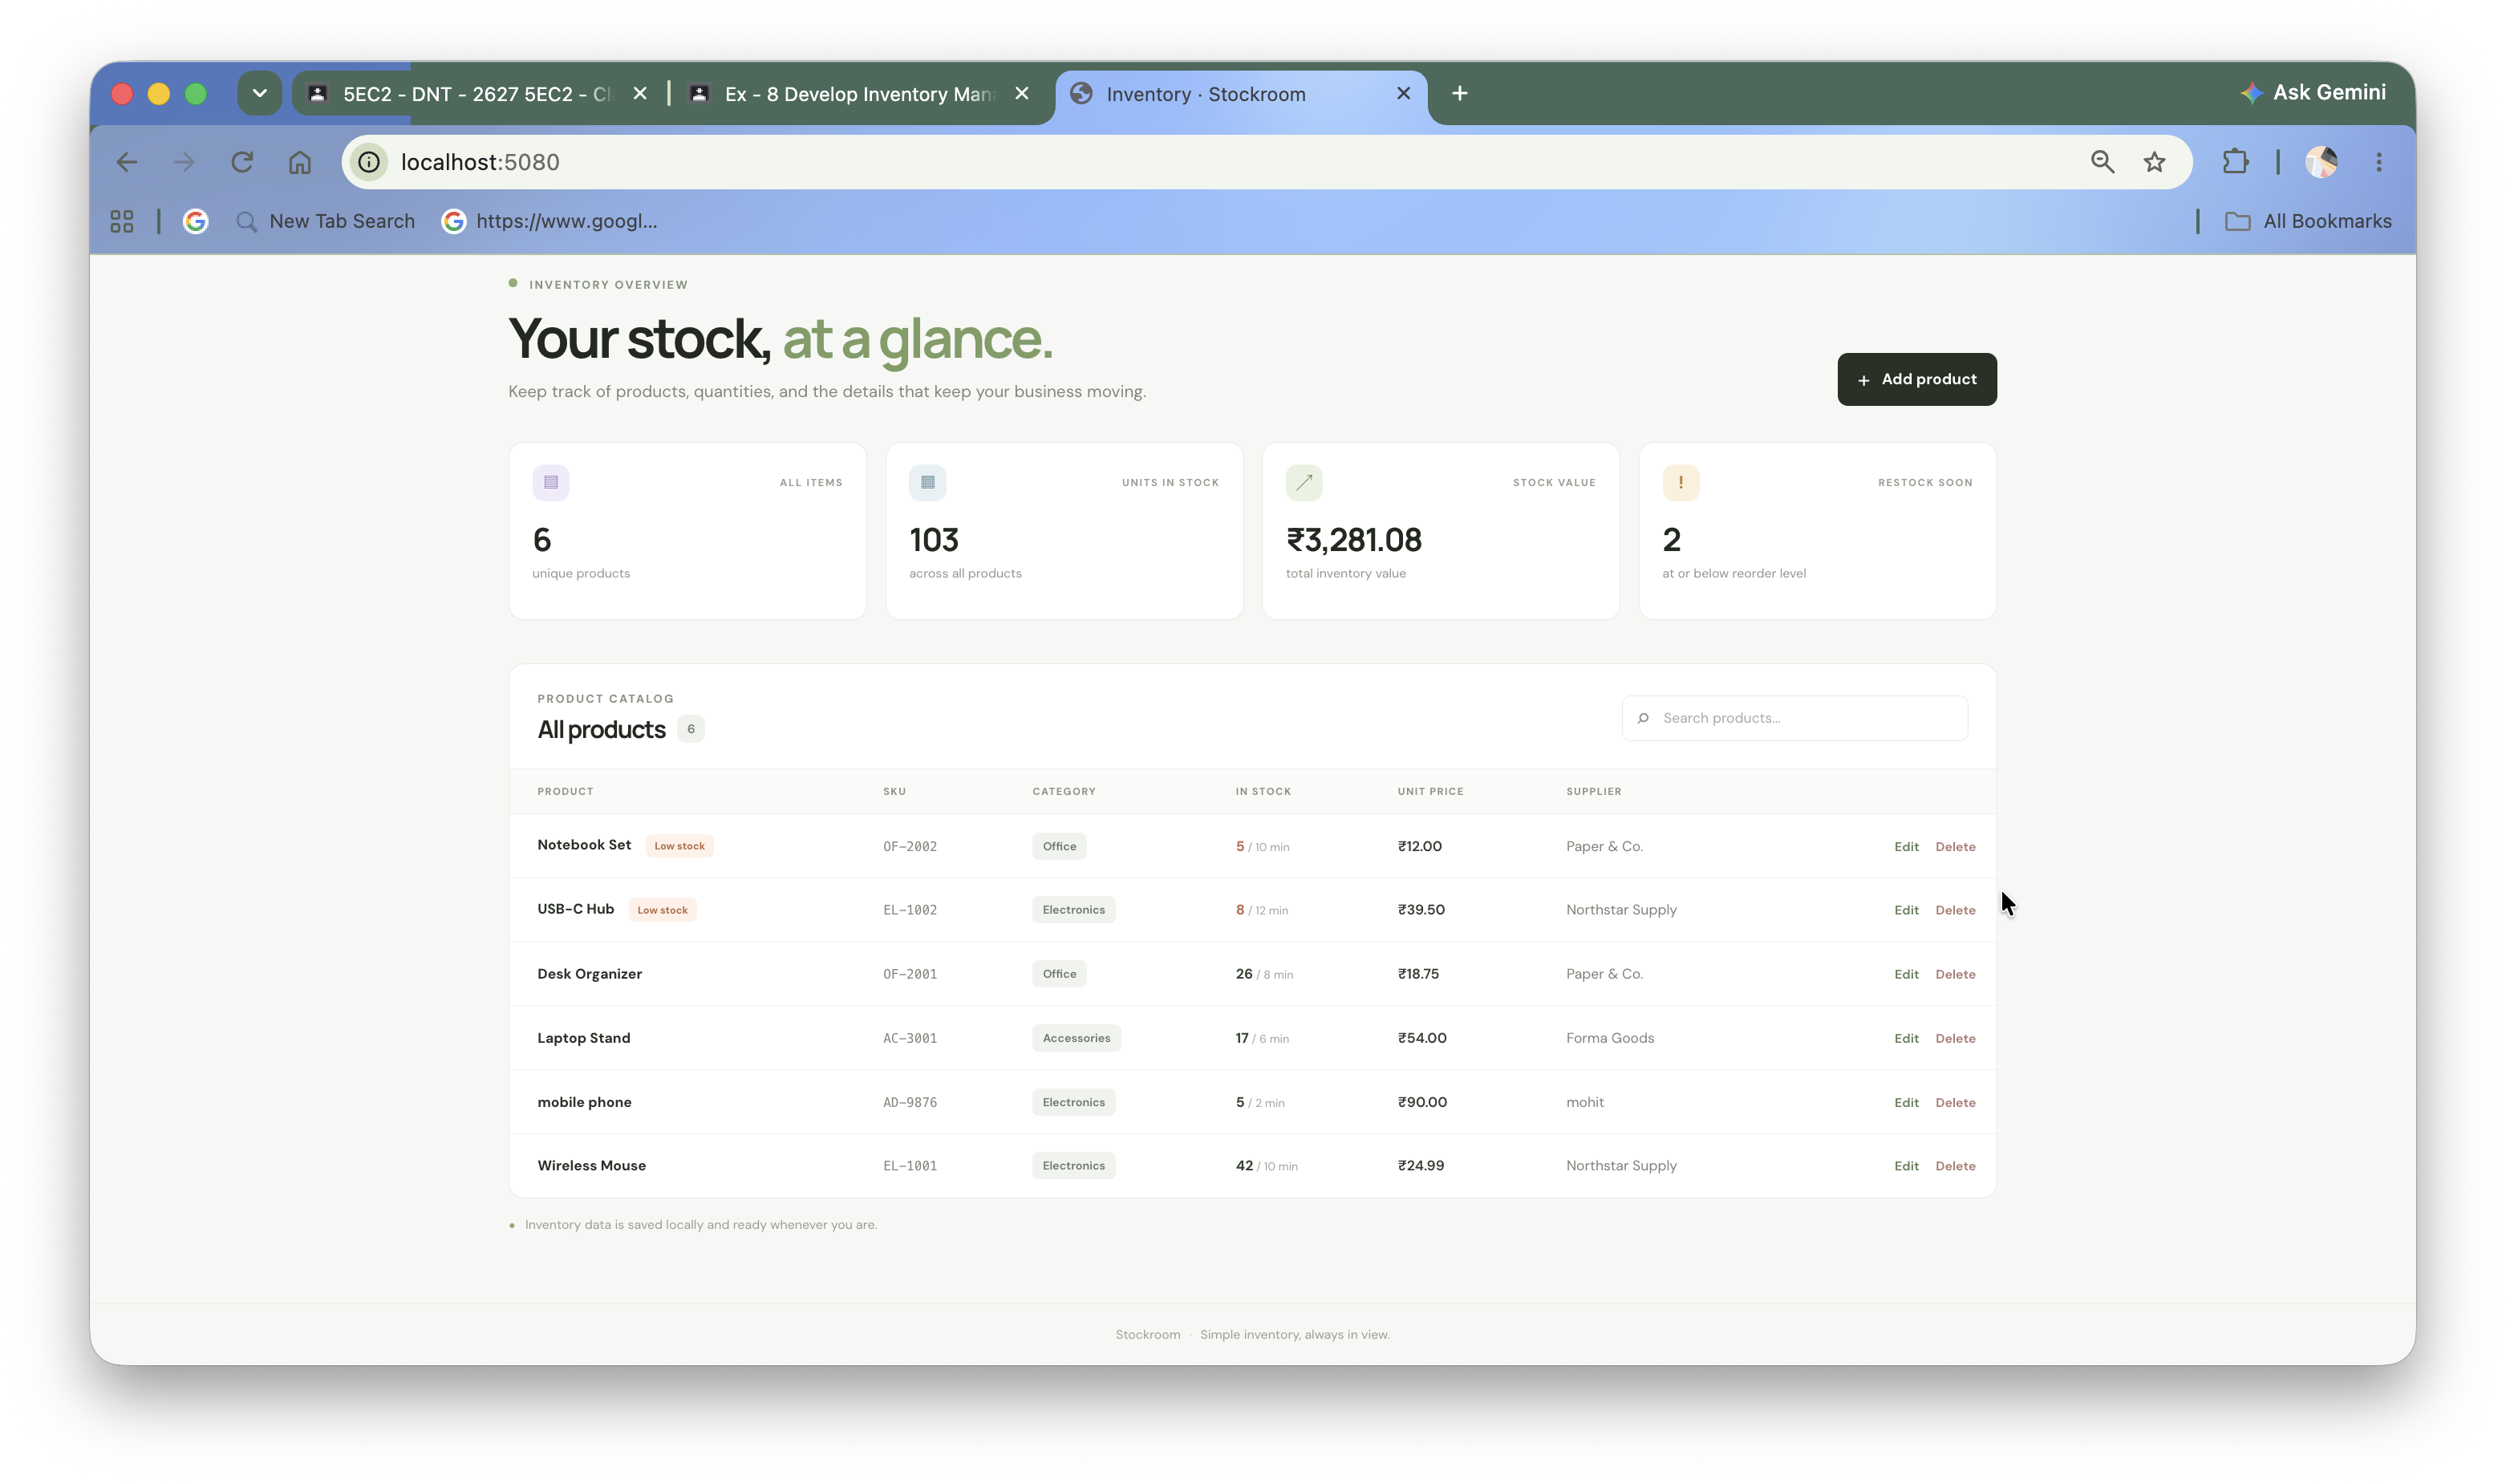 5EC2 - DNT - 2627 5EC2 - Cl
Ex - 8 Develop Inventory Mana
Inventory · Stockroom
Ask Gemini
localhost:5080
New Tab Search
https://www.googl...
All Bookmarks
INVENTORY OVERVIEW
Your stock, at a glance.
Keep track of products, quantities, and the details that keep your business moving.
+ Add product
ALL ITEMS
6
unique products
UNITS IN STOCK
103
across all products
STOCK VALUE
₹3,281.08
total inventory value
!
RESTOCK SOON
2
at or below reorder level
PRODUCT CATALOG
All products 6
Search products...
PRODUCT SKU CATEGORY IN STOCK UNIT PRICE SUPPLIER
Notebook Set Low stock OF-2002 Office 5 / 10 min ₹12.00 Paper & Co. Edit Delete
USB-C Hub Low stock EL-1002 Electronics 8 / 12 min ₹39.50 Northstar Supply Edit Delete
Desk Organizer OF-2001 Office 26 / 8 min ₹18.75 Paper & Co. Edit Delete
Laptop Stand AC-3001 Accessories 17 / 6 min ₹54.00 Forma Goods Edit Delete
mobile phone AD-9876 Electronics 5 / 2 min ₹90.00 mohit Edit Delete
Wireless Mouse EL-1001 Electronics 42 / 10 min ₹24.99 Northstar Supply Edit Delete
Inventory data is saved locally and ready whenever you are.
Stockroom · Simple inventory, always in view.